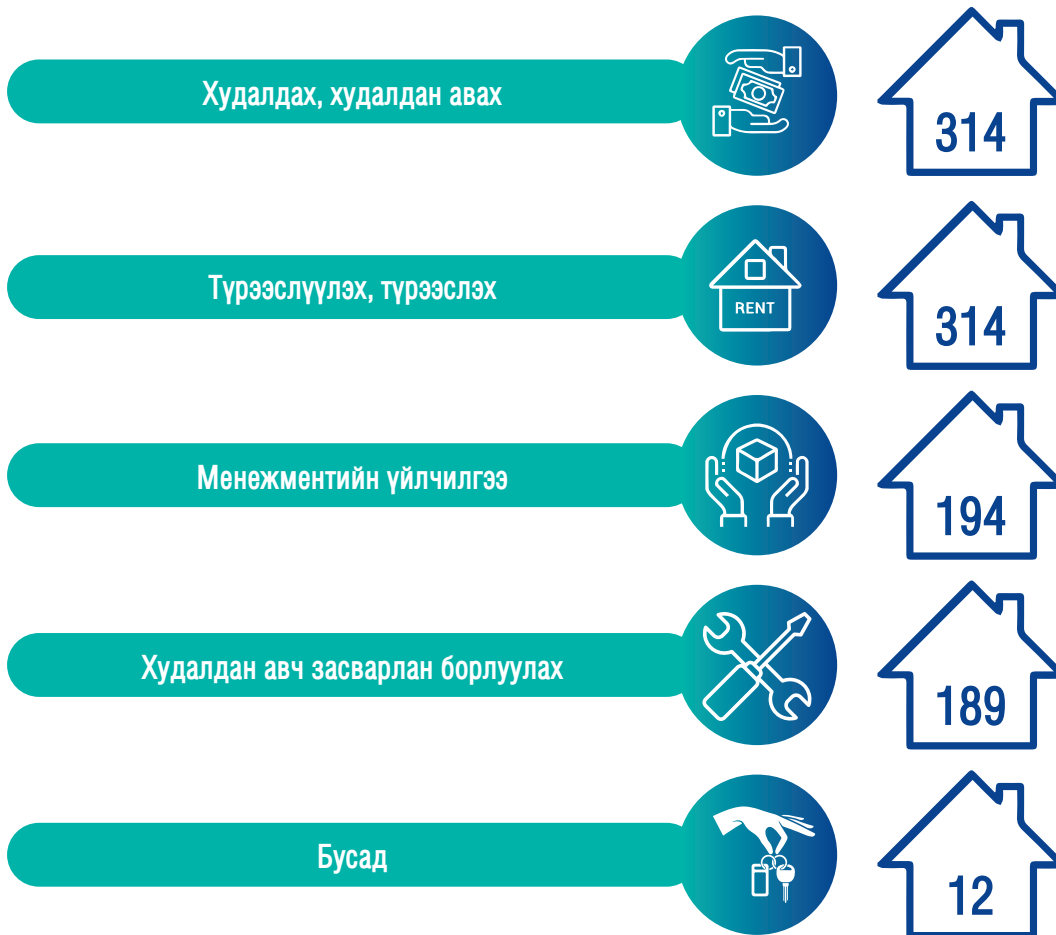 Худалдах, худалдан авах
314
Түрээслүүлэх, түрээслэх
RENT
314
Менежментийн үйлчилгээ
194
Худалдан авч засварлан борлуулах
189
Бусад
12